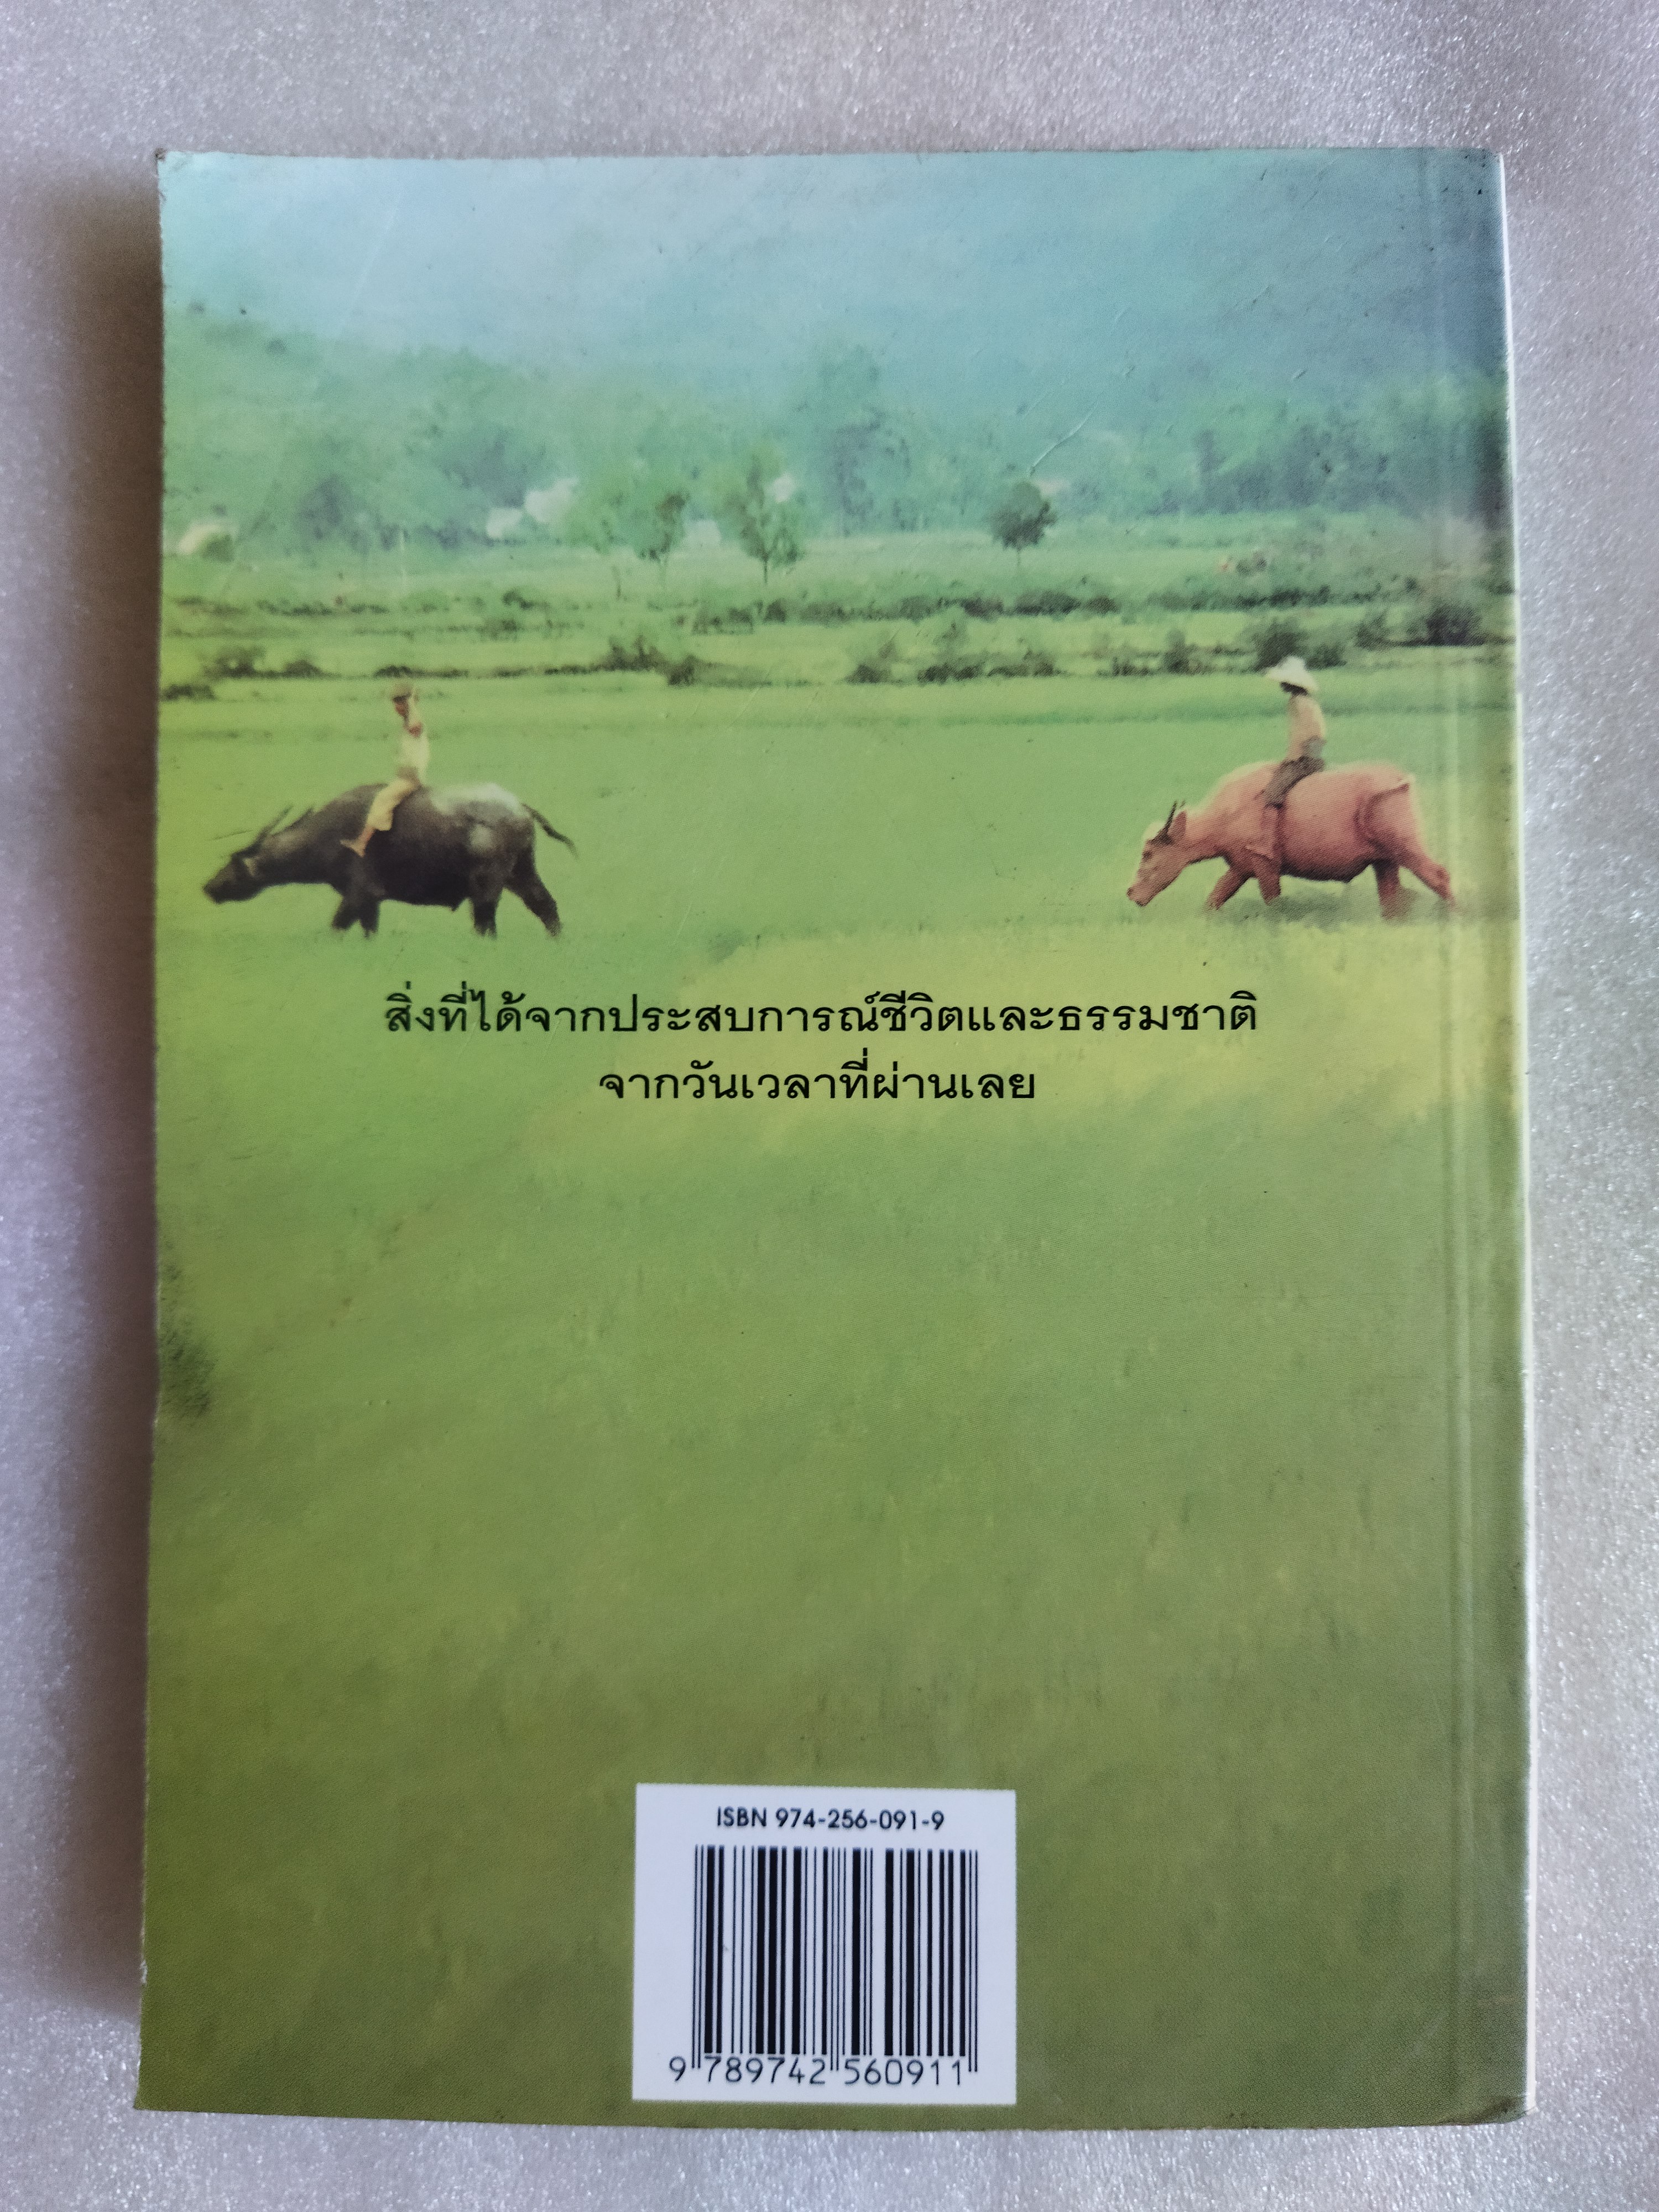 สิ่งที่ได้จากประสบการณ์ชีวิตและธรรมชาติ
จากวันเวลาที่ผ่านเลย
ISBN 974-256-091-9
9 789742 560911